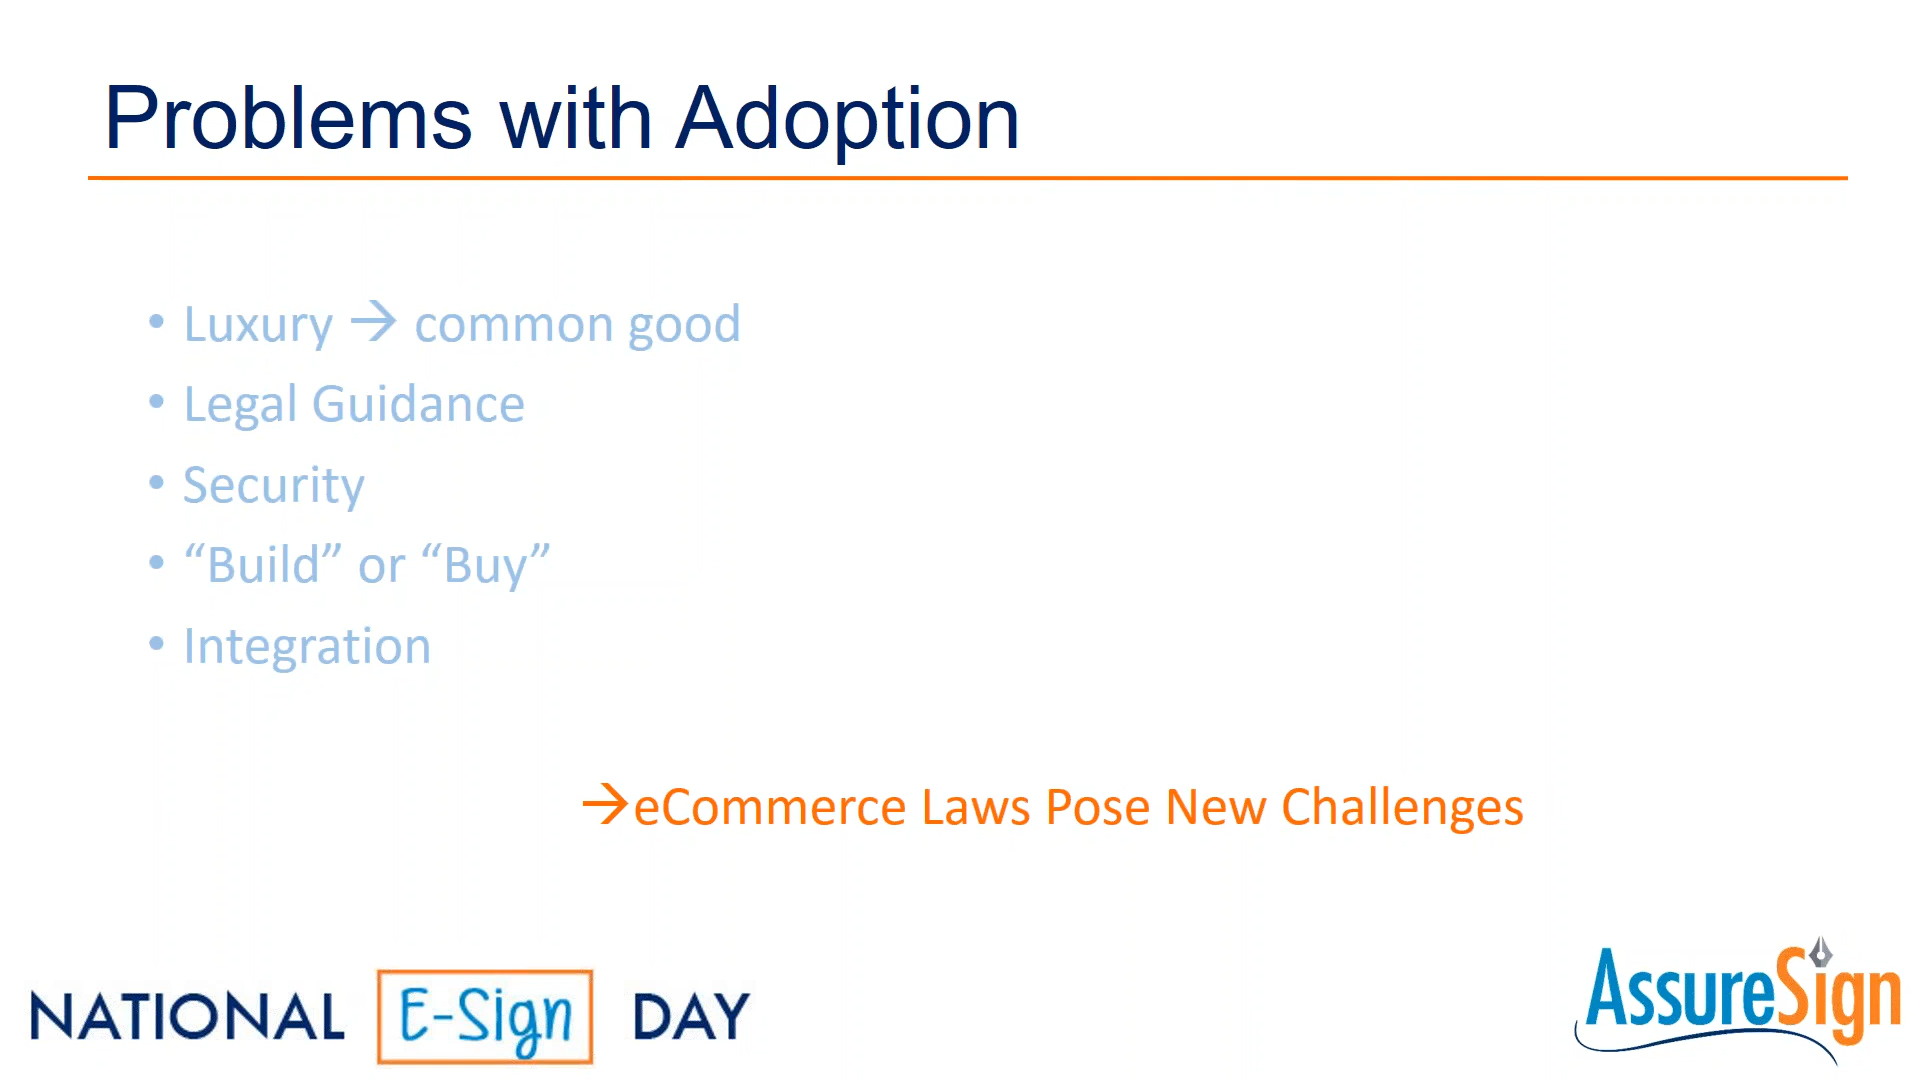 Problems with Adoption
• Luxury → common good
• Legal Guidance
• Security
• “Build” or “Buy”
• Integration
→eCommerce Laws Pose New Challenges
NATIONAL E-Sign DAY
AssureSign